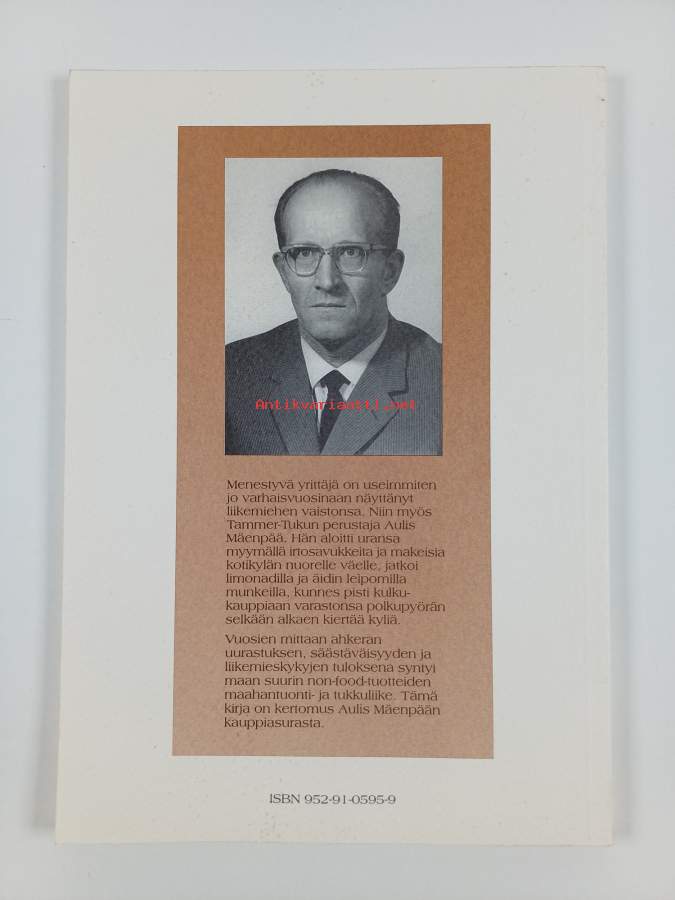 Antikvariaatti.net
Menestyvä yrittäjä on useimmiten
jo varhaisvuosinaan näyttänyt
liikemiehen vaistonsa. Niin myös
Tammer-Tukun perustaja Aulis
Mäenpää. Hän aloitti uransa
myymällä irtosavukkeita ja makeisia
kotikylän nuorelle väelle, jatkoi
limonadilla ja äidin leipomilla
munkeilla, kunnes pisti kulku-
kauppiaan varastonsa polkupyörän
selkään alkaen kiertää kyliä.
Vuosien mittaan ahkeran
uurastuksen, säästäväisyyden ja
liikemieskykyjen tuloksena syntyi
maan suurin non-food-tuotteiden
maahantuonti- ja tukkuliike. Tämä
kirja on kertomus Aulis Mäenpään
kauppiasurasta.
ISBN 952-91-0595-9